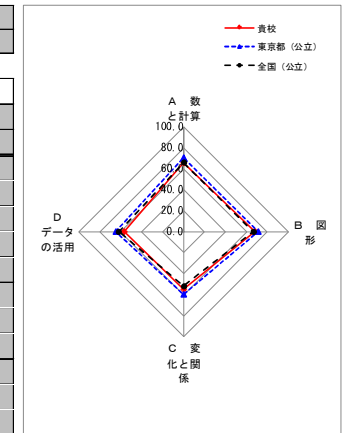 貴校
東京都（公立）
全国（公立）
A　数
と計算
100.0
80.0
60.0
40.0
20.0
0.0
B　図
形
C　変
化と関
係
D
データ
の活用